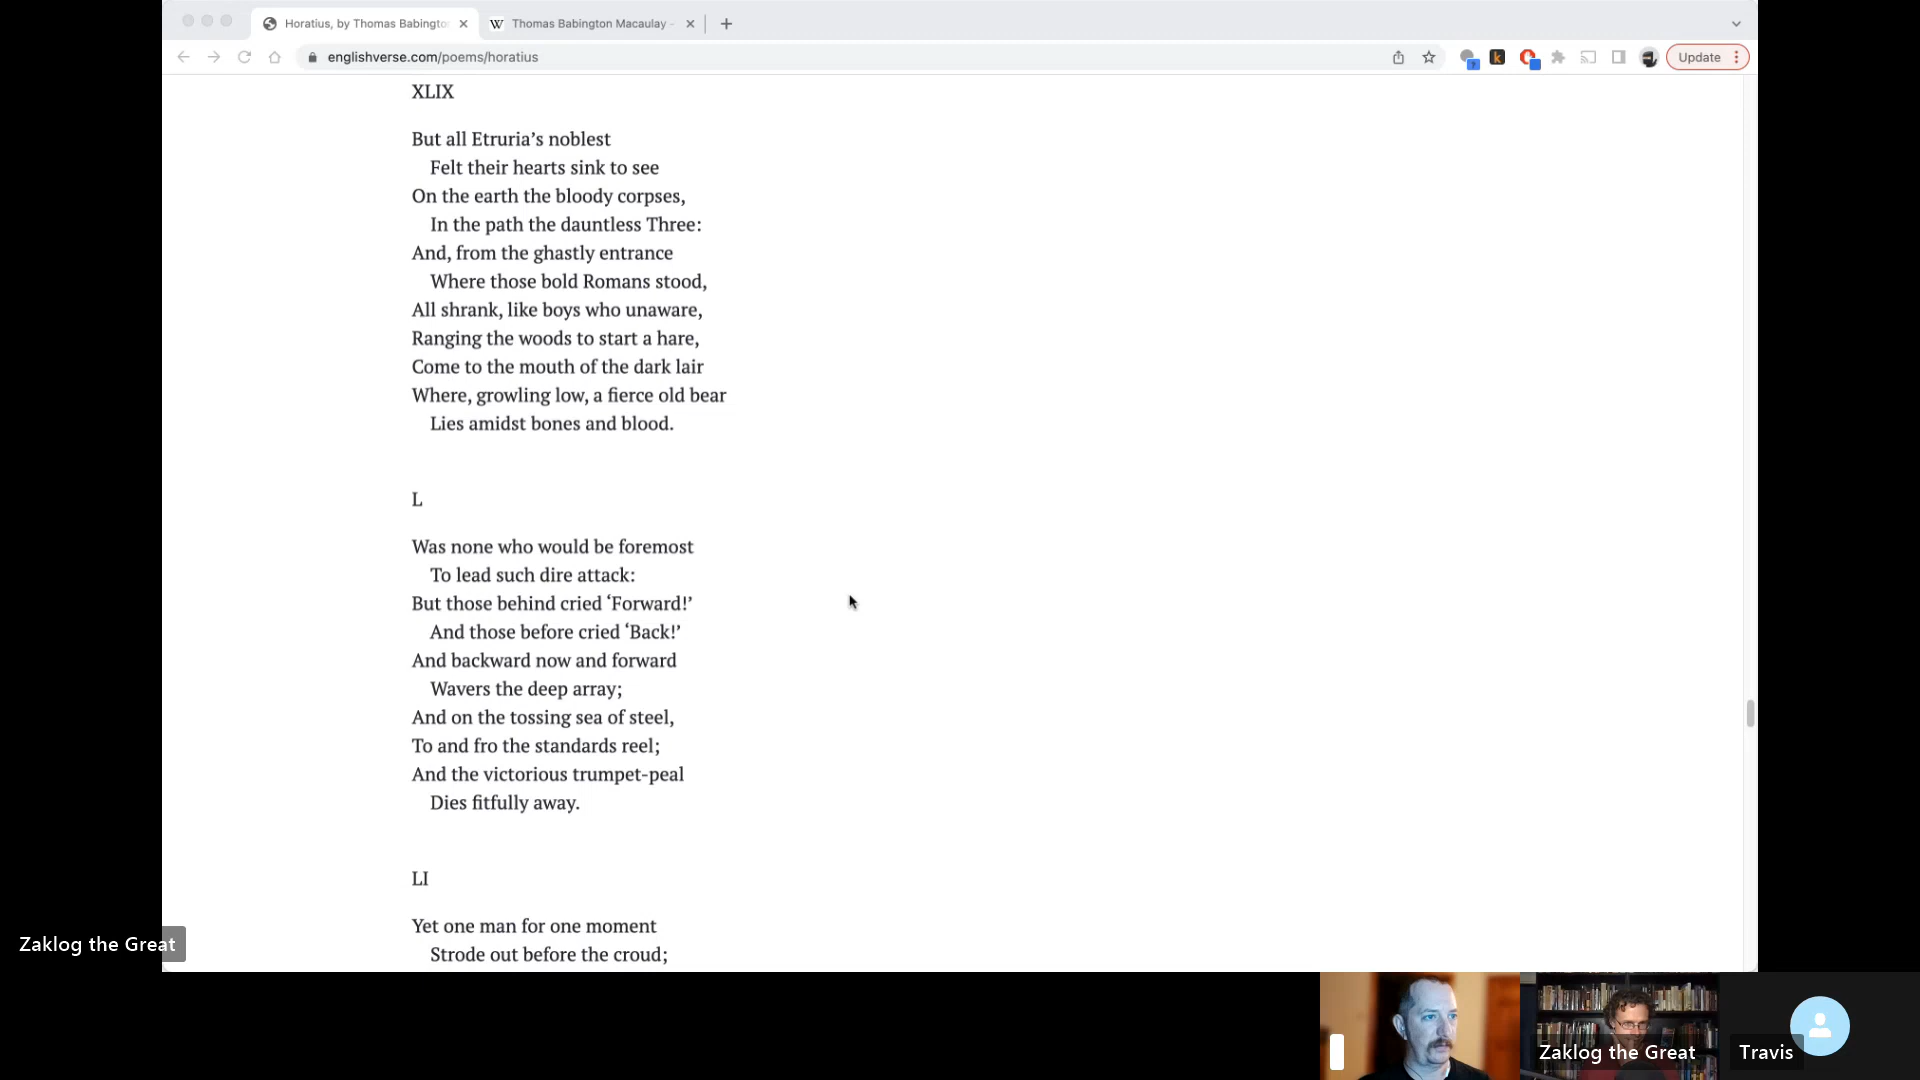 Horatius, by Thomas Babingto
Thomas Babington Macaulay -
englishverse.com/poems/horatius
Update
XLIX
But all Etruria’s noblest
Felt their hearts sink to see
On the earth the bloody corpses,
In the path the dauntless Three:
And, from the ghastly entrance
Where those bold Romans stood,
All shrank, like boys who unaware,
Ranging the woods to start a hare,
Come to the mouth of the dark lair
Where, growling low, a fierce old bear
Lies amidst bones and blood.
L
Was none who would be foremost
To lead such dire attack:
But those behind cried ‘Forward!’
And those before cried ‘Back!’
And backward now and forward
Wavers the deep array;
And on the tossing sea of steel,
To and fro the standards reel;
And the victorious trumpet-peal
Dies fitfully away.
LI
Yet one man for one moment
Strode out before the croud;
Zaklog the Great
Zaklog the Great
Travis